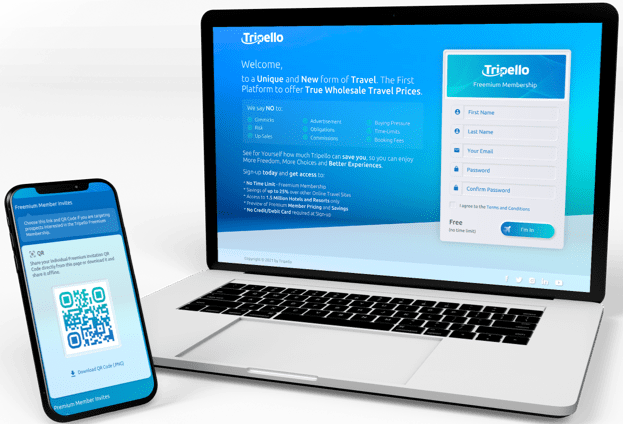 Tripello
Welcome,
to a Unique and New form of Travel. The First
Platform to offer True Wholesale Travel Prices.
We say NO to:
Gimmicks
Advertisement
Buying Pressure
Risk
Obligations
Time Limits
Up Sales
Commissions
Booking Fees
See for Yourself how much Tripello can save you, so you can enjoy
More Freedom, More Choices and Better Experiences.
Sign-up today and get access to:
* No Time Limit - Freemium Membership
* Savings of up to 25% over other Online Travel Sites
* Access to 1.5 Million Hotels and Resorts only
* Preview of Premium Member Pricing and Savings
* No Credit/Debit Card required at Sign-up
Tripello
Freemium Membership
First Name
Last Name
Your Email
Password
Confirm Password
I agree to the Terms and Conditions
Free
(no time limit)
I'm In
Freemium Member Invites
Choose this link and QR Code if you are targeting
prospects interested in the Tripello Freemium
Membership.
QR
Share your individual Freemium Invitation QR
Code directly from this page or download it and
share it offline.
Download QR Code (.PNG)
Premium Member Invites